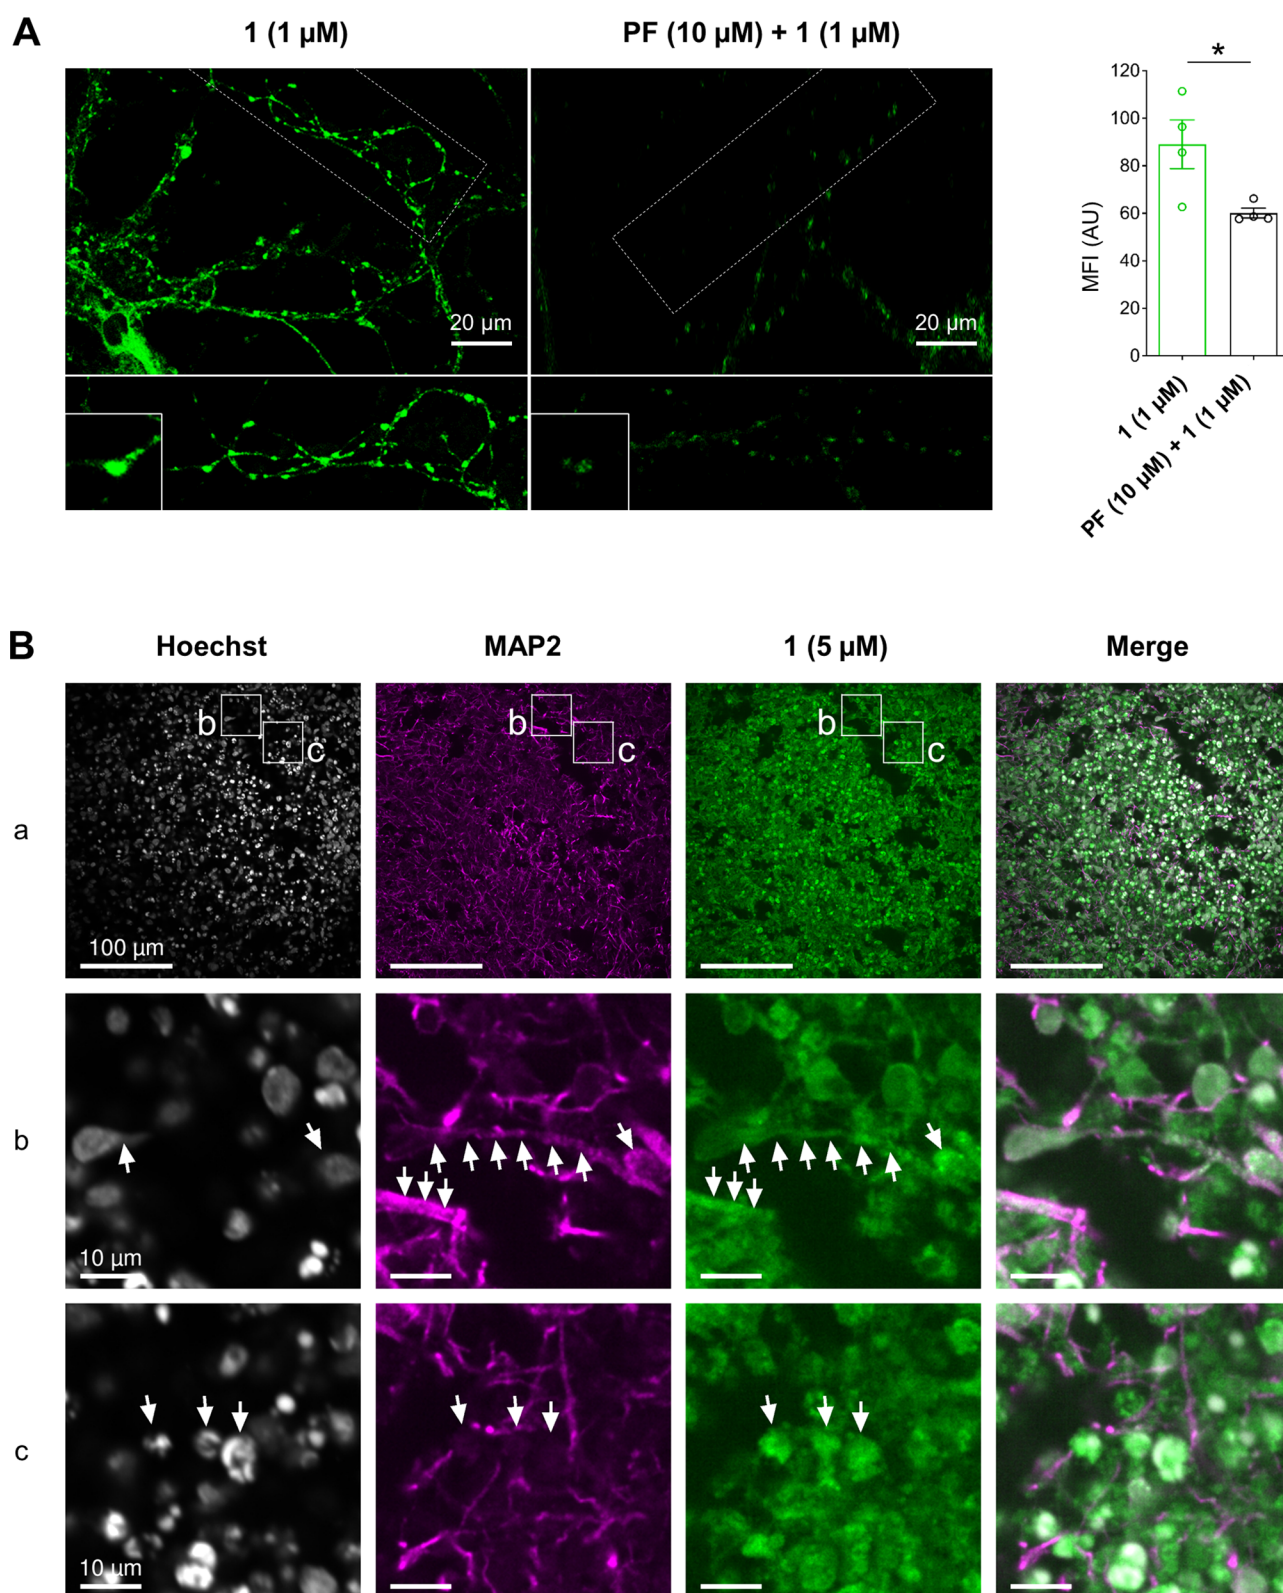 A
1 (1 µM)
PF (10 µM) + 1 (1 µM)
20 µm
20 µm
*
MFI (AU)
120
100
80
60
40
20
0
1 (1 µM)
PF (10 µM) + 1 (1 µM)
B
Hoechst
MAP2
1 (5 µM)
Merge
a
b
c
b
c
b
c
100 µm
b
10 µm
c
10 µm